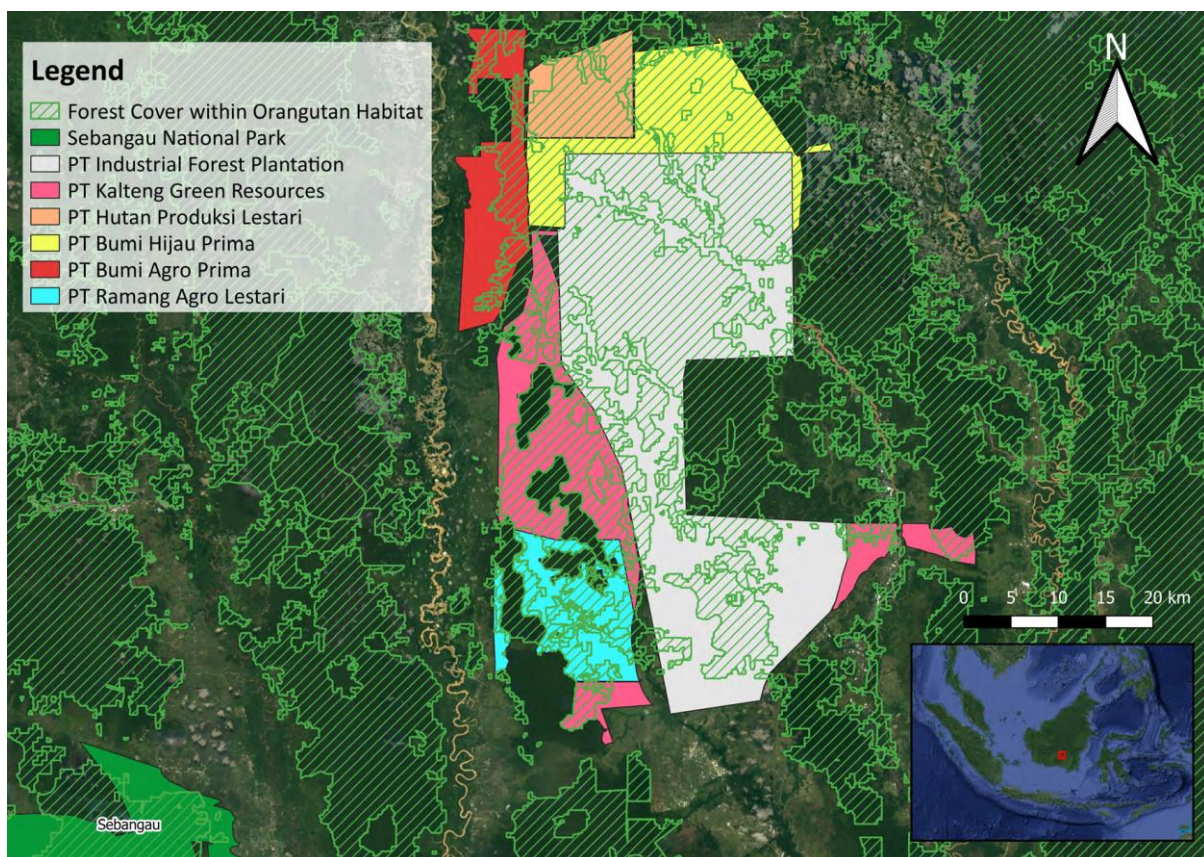 Legend
Forest Cover within Orangutan Habitat
Sebangau National Park
PT Industrial Forest Plantation
PT Kalteng Green Resources
PT Hutan Produksi Lestari
PT Bumi Hijau Prima
PT Bumi Agro Prima
PT Ramang Agro Lestari
N
0 5 10 15 20 km
Sebangau